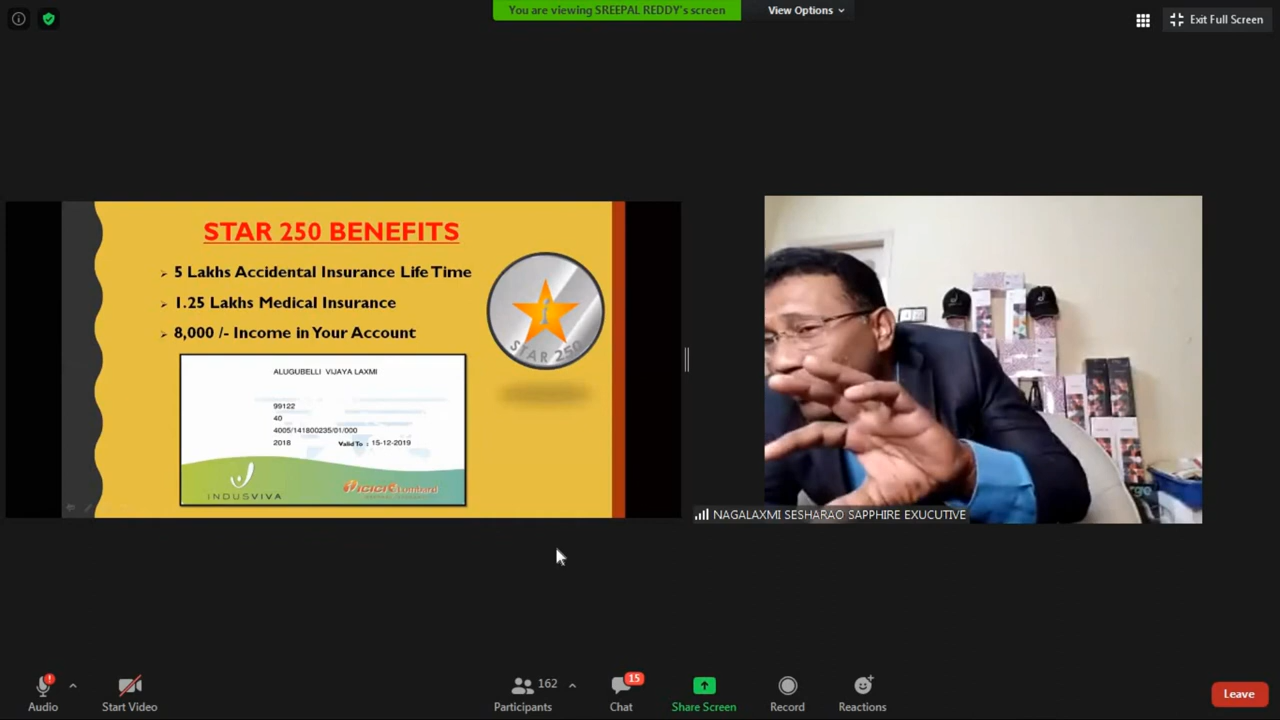 You are viewing SREEPAL REDDY's screen
View Options
Exit Full Screen
STAR 250 BENEFITS
5 Lakhs Accidental Insurance Life Time
1.25 Lakhs Medical Insurance
8,000 /- Income in Your Account
STAR 250
ALUGUBELLI VIJAYA LAXMI
99122
40
4005/141800235/01/000
2018 Valid To : 15-12-2019
INDUSVIVA
ICICI Lombard
NAGALAXMI SESHARAO SAPPHIRE EXUCUTIVE
Audio
Start Video
162
Participants
15
Chat
Share Screen
Record
Reactions
Leave